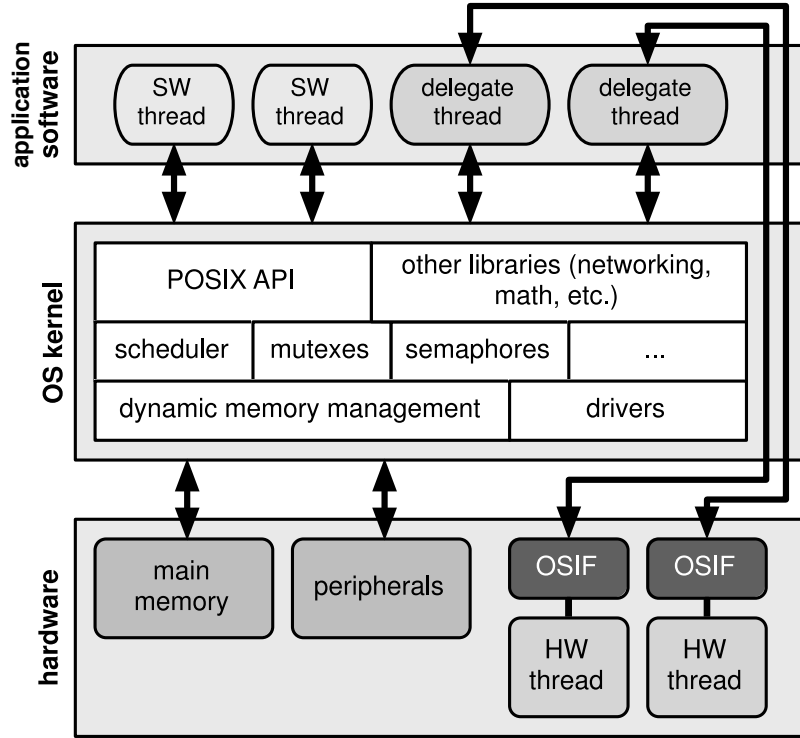 application
software
SW
thread
SW
thread
delegate
thread
delegate
thread
OS kernel
POSIX API
other libraries (networking,
math, etc.)
scheduler
mutexes
semaphores
...
dynamic memory management
drivers
hardware
main
memory
peripherals
OSIF
OSIF
HW
thread
HW
thread